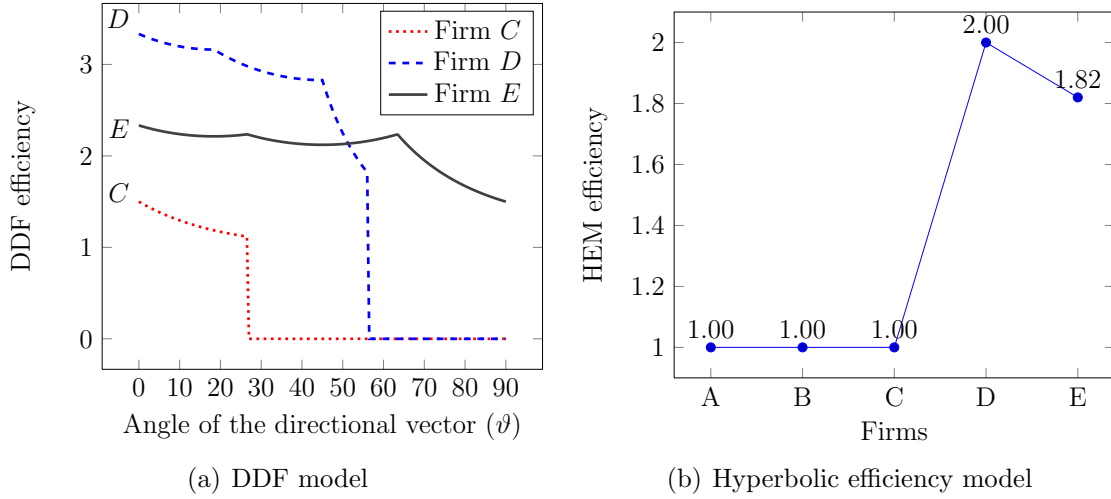 D
E
C
Firm C
Firm D
Firm E
3
2
1
0
DDF efficiency
0 10 20 30 40 50 60 70 80 90
Angle of the directional vector (ϑ)
(a) DDF model
2
1.8
1.6
1.4
1.2
1
HEM efficiency
1.00 1.00 1.00 2.00 1.82
A B C D E
Firms
(b) Hyperbolic efficiency model